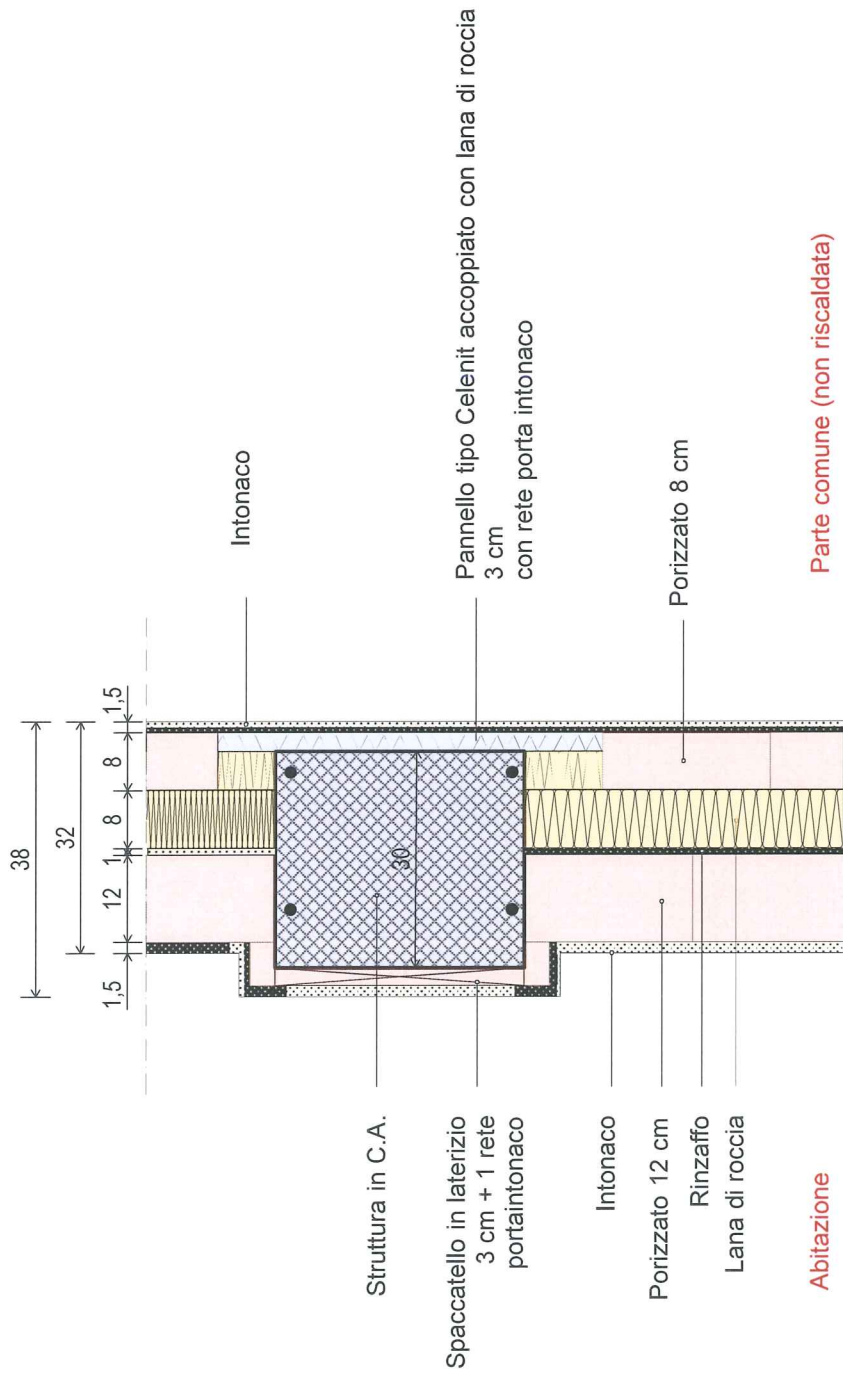 38
32
1,5
12
1
8
8
1,5
30
Intonaco
Pannello tipo Celenit accoppiato con lana di roccia
3 cm
con rete porta intonaco
Porizzato 8 cm
Parte comune (non riscaldata)
Struttura in C.A.
Spaccatello in laterizio
3 cm + 1 rete
portaintonaco
Intonaco
Porizzato 12 cm
Rinzaffo
Lana di roccia
Abitazione